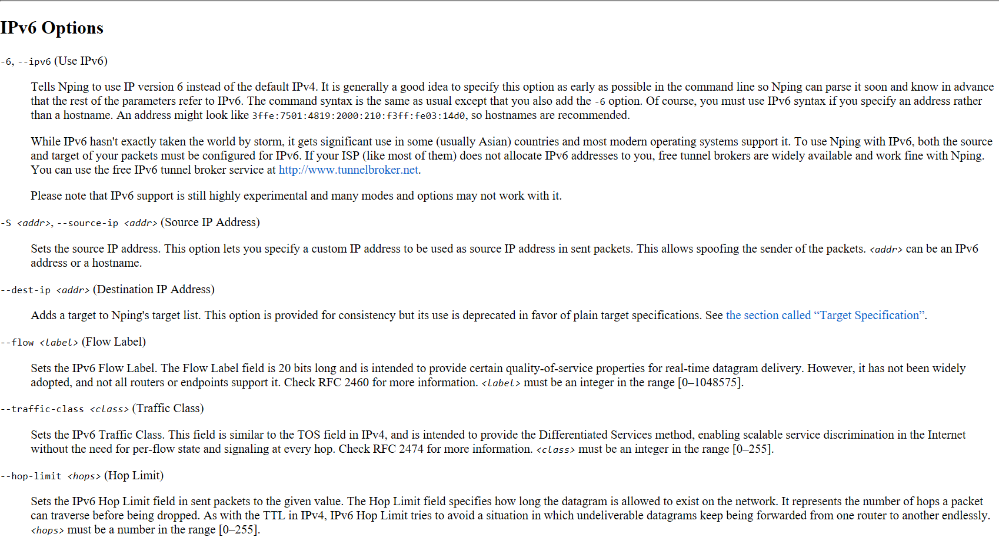 IPv6 Options
-6, --ipv6 (Use IPv6)
Tells Nping to use IP version 6 instead of the default IPv4. It is generally a good idea to specify this option as early as possible in the command line so Nping can parse it soon and know in advance
that the rest of the parameters refer to IPv6. The command syntax is the same as usual except that you also add the -6 option. Of course, you must use IPv6 syntax if you specify an address rather
than a hostname. An address might look like 3ffe:7501:4819:2000:210:f3ff:fe03:14d0, so hostnames are recommended.
While IPv6 hasn't exactly taken the world by storm, it gets significant use in some (usually Asian) countries and most modern operating systems support it. To use Nping with IPv6, both the source
and target of your packets must be configured for IPv6. If your ISP (like most of them) does not allocate IPv6 addresses to you, free tunnel brokers are widely available and work fine with Nping.
You can use the free IPv6 tunnel broker service at http://www.tunnelbroker.net.
Please note that IPv6 support is still highly experimental and many modes and options may not work with it.
-S <addr>, --source-ip <addr> (Source IP Address)
Sets the source IP address. This option lets you specify a custom IP address to be used as source IP address in sent packets. This allows spoofing the sender of the packets. <addr> can be an IPv6
address or a hostname.
--dest-ip <addr> (Destination IP Address)
Adds a target to Nping's target list. This option is provided for consistency but its use is deprecated in favor of plain target specifications. See the section called “Target Specification”.
--flow <label> (Flow Label)
Sets the IPv6 Flow Label. The Flow Label field is 20 bits long and is intended to provide certain quality-of-service properties for real-time datagram delivery. However, it has not been widely
adopted, and not all routers or endpoints support it. Check RFC 2460 for more information. <label> must be an integer in the range [0–1048575].
--traffic-class <class> (Traffic Class)
Sets the IPv6 Traffic Class. This field is similar to the TOS field in IPv4, and is intended to provide the Differentiated Services method, enabling scalable service discrimination in the Internet
without the need for per-flow state and signaling at every hop. Check RFC 2474 for more information. <class> must be an integer in the range [0–255].
--hop-limit <hops> (Hop Limit)
Sets the IPv6 Hop Limit field in sent packets to the given value. The Hop Limit field specifies how long the datagram is allowed to exist on the network. It represents the number of hops a packet
can traverse before being dropped. As with the TTL in IPv4, IPv6 Hop Limit tries to avoid a situation in which undeliverable datagrams keep being forwarded from one router to another endlessly.
<hops> must be a number in the range [0–255].